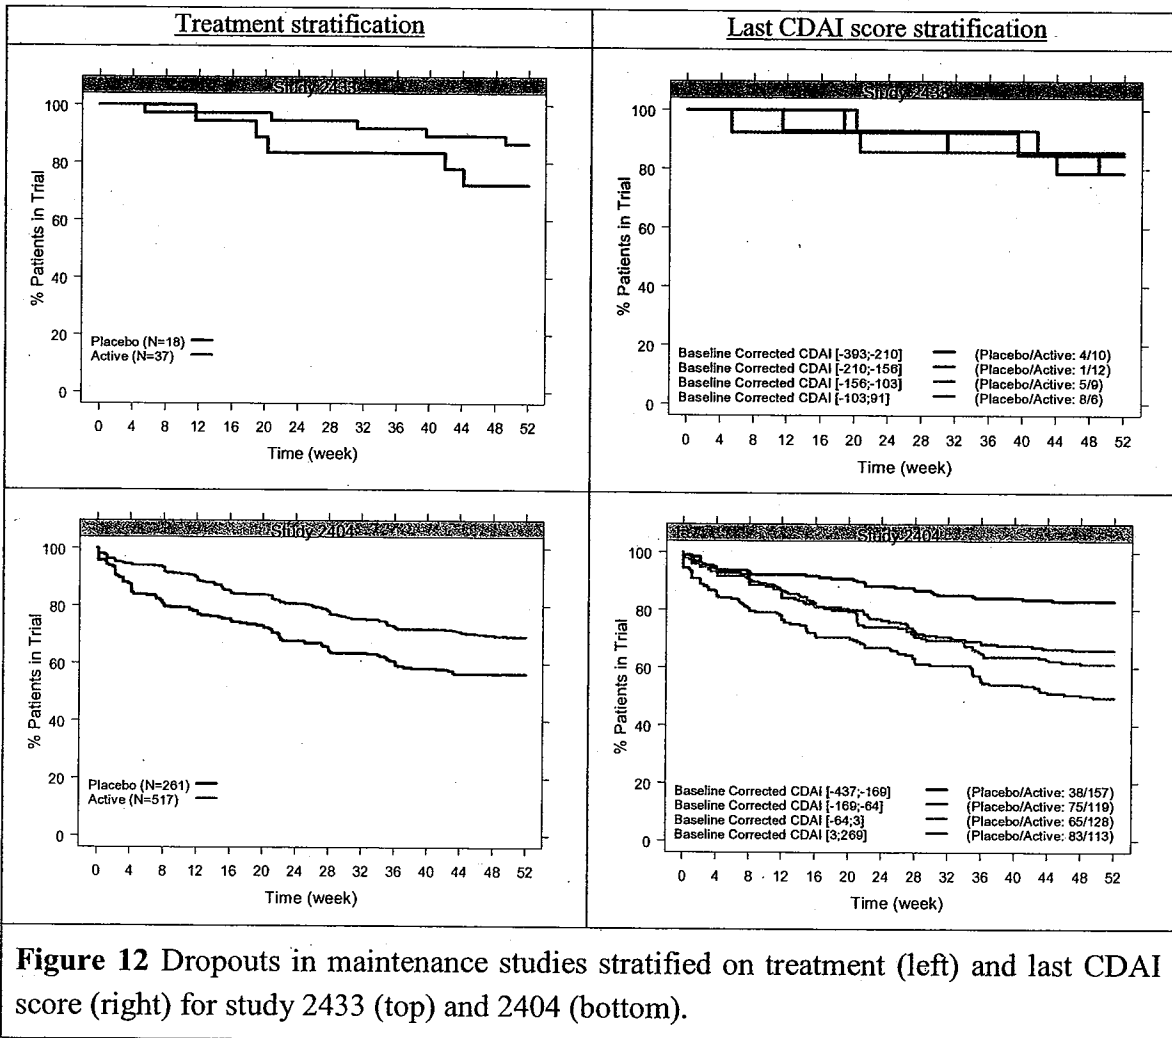 Treatment stratification
Last CDAI score stratification
Study 2433
100
80
60
40
20
0
% Patients in Trial
Placebo (N=18)
Active (N=37)
0 4 8 12 16 20 24 28 32 36 40 44 48 52
Time (week)
Study 2433
100
80
60
40
20
0
% Patients in Trial
Baseline Corrected CDAI [-393;-210] (Placebo/Active: 4/10)
Baseline Corrected CDAI [-210;-156] (Placebo/Active: 1/12)
Baseline Corrected CDAI [-156;-103] (Placebo/Active: 5/9)
Baseline Corrected CDAI [-103;91] (Placebo/Active: 8/6)
0 4 8 12 16 20 24 28 32 36 40 44 48 52
Time (week)
Study 2404
100
80
60
40
20
0
% Patients in Trial
Placebo (N=261)
Active (N=517)
0 4 8 12 16 20 24 28 32 36 40 44 48 52
Time (week)
Study 2404
100
80
60
40
20
0
% Patients in Trial
Baseline Corrected CDAI [-437;-169] (Placebo/Active: 38/157)
Baseline Corrected CDAI [-169;-64] (Placebo/Active: 75/119)
Baseline Corrected CDAI [-64;3] (Placebo/Active: 65/128)
Baseline Corrected CDAI [3;269] (Placebo/Active: 83/113)
0 4 8 12 16 20 24 28 32 36 40 44 48 52
Time (week)
Figure 12 Dropouts in maintenance studies stratified on treatment (left) and last CDAI
score (right) for study 2433 (top) and 2404 (bottom).